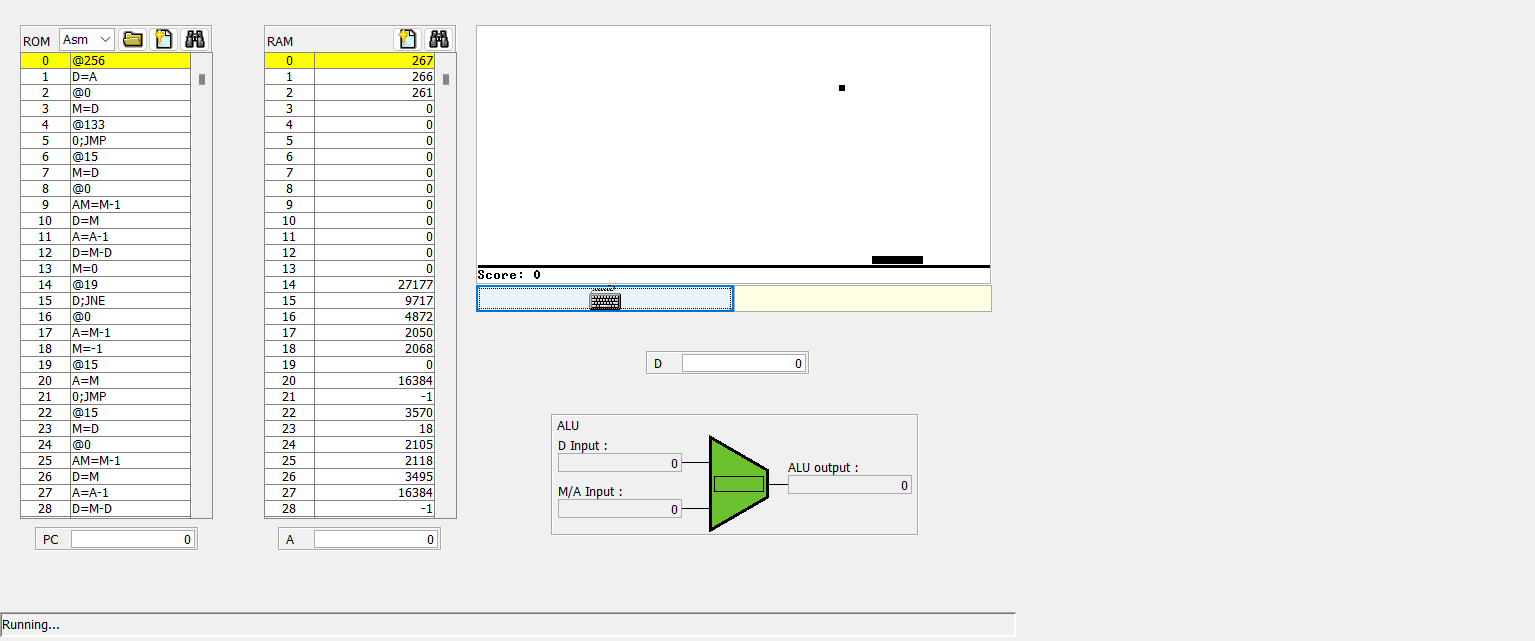 ROM Asm
0 @256
1 D=A
2 @0
3 M=D
4 @133
5 0;JMP
6 @15
7 M=D
8 @0
9 AM=M-1
10 D=M
11 A=A-1
12 D=M-D
13 M=0
14 @19
15 D;JNE
16 @0
17 A=M-1
18 M=-1
19 @15
20 A=M
21 0;JMP
22 @15
23 M=D
24 @0
25 AM=M-1
26 D=M
27 A=A-1
28 D=M-D
PC 0
RAM
0 267
1 266
2 261
3 0
4 0
5 0
6 0
7 0
8 0
9 0
10 0
11 0
12 0
13 0
14 27177
15 9717
16 4872
17 2050
18 2068
19 0
20 16384
21 -1
22 3570
23 18
24 2105
25 2118
26 3495
27 16384
28 -1
A 0
Score: 0
D 0
ALU
D Input :
0
M/A Input :
0
ALU output :
0
Running...